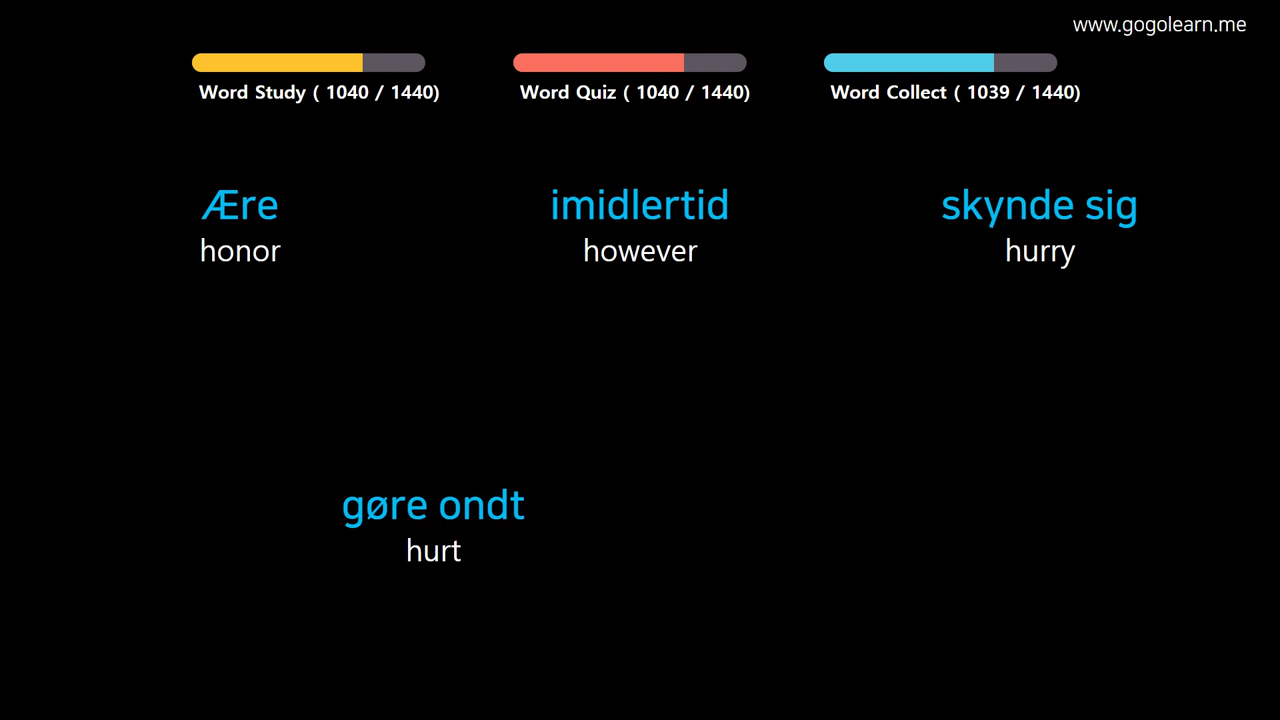 www.gogolearn.me
Word Study ( 1040 / 1440)
Word Quiz ( 1040 / 1440)
Word Collect ( 1039 / 1440)
Ære
honor
imidlertid
however
skynde sig
hurry
gøre ondt
hurt